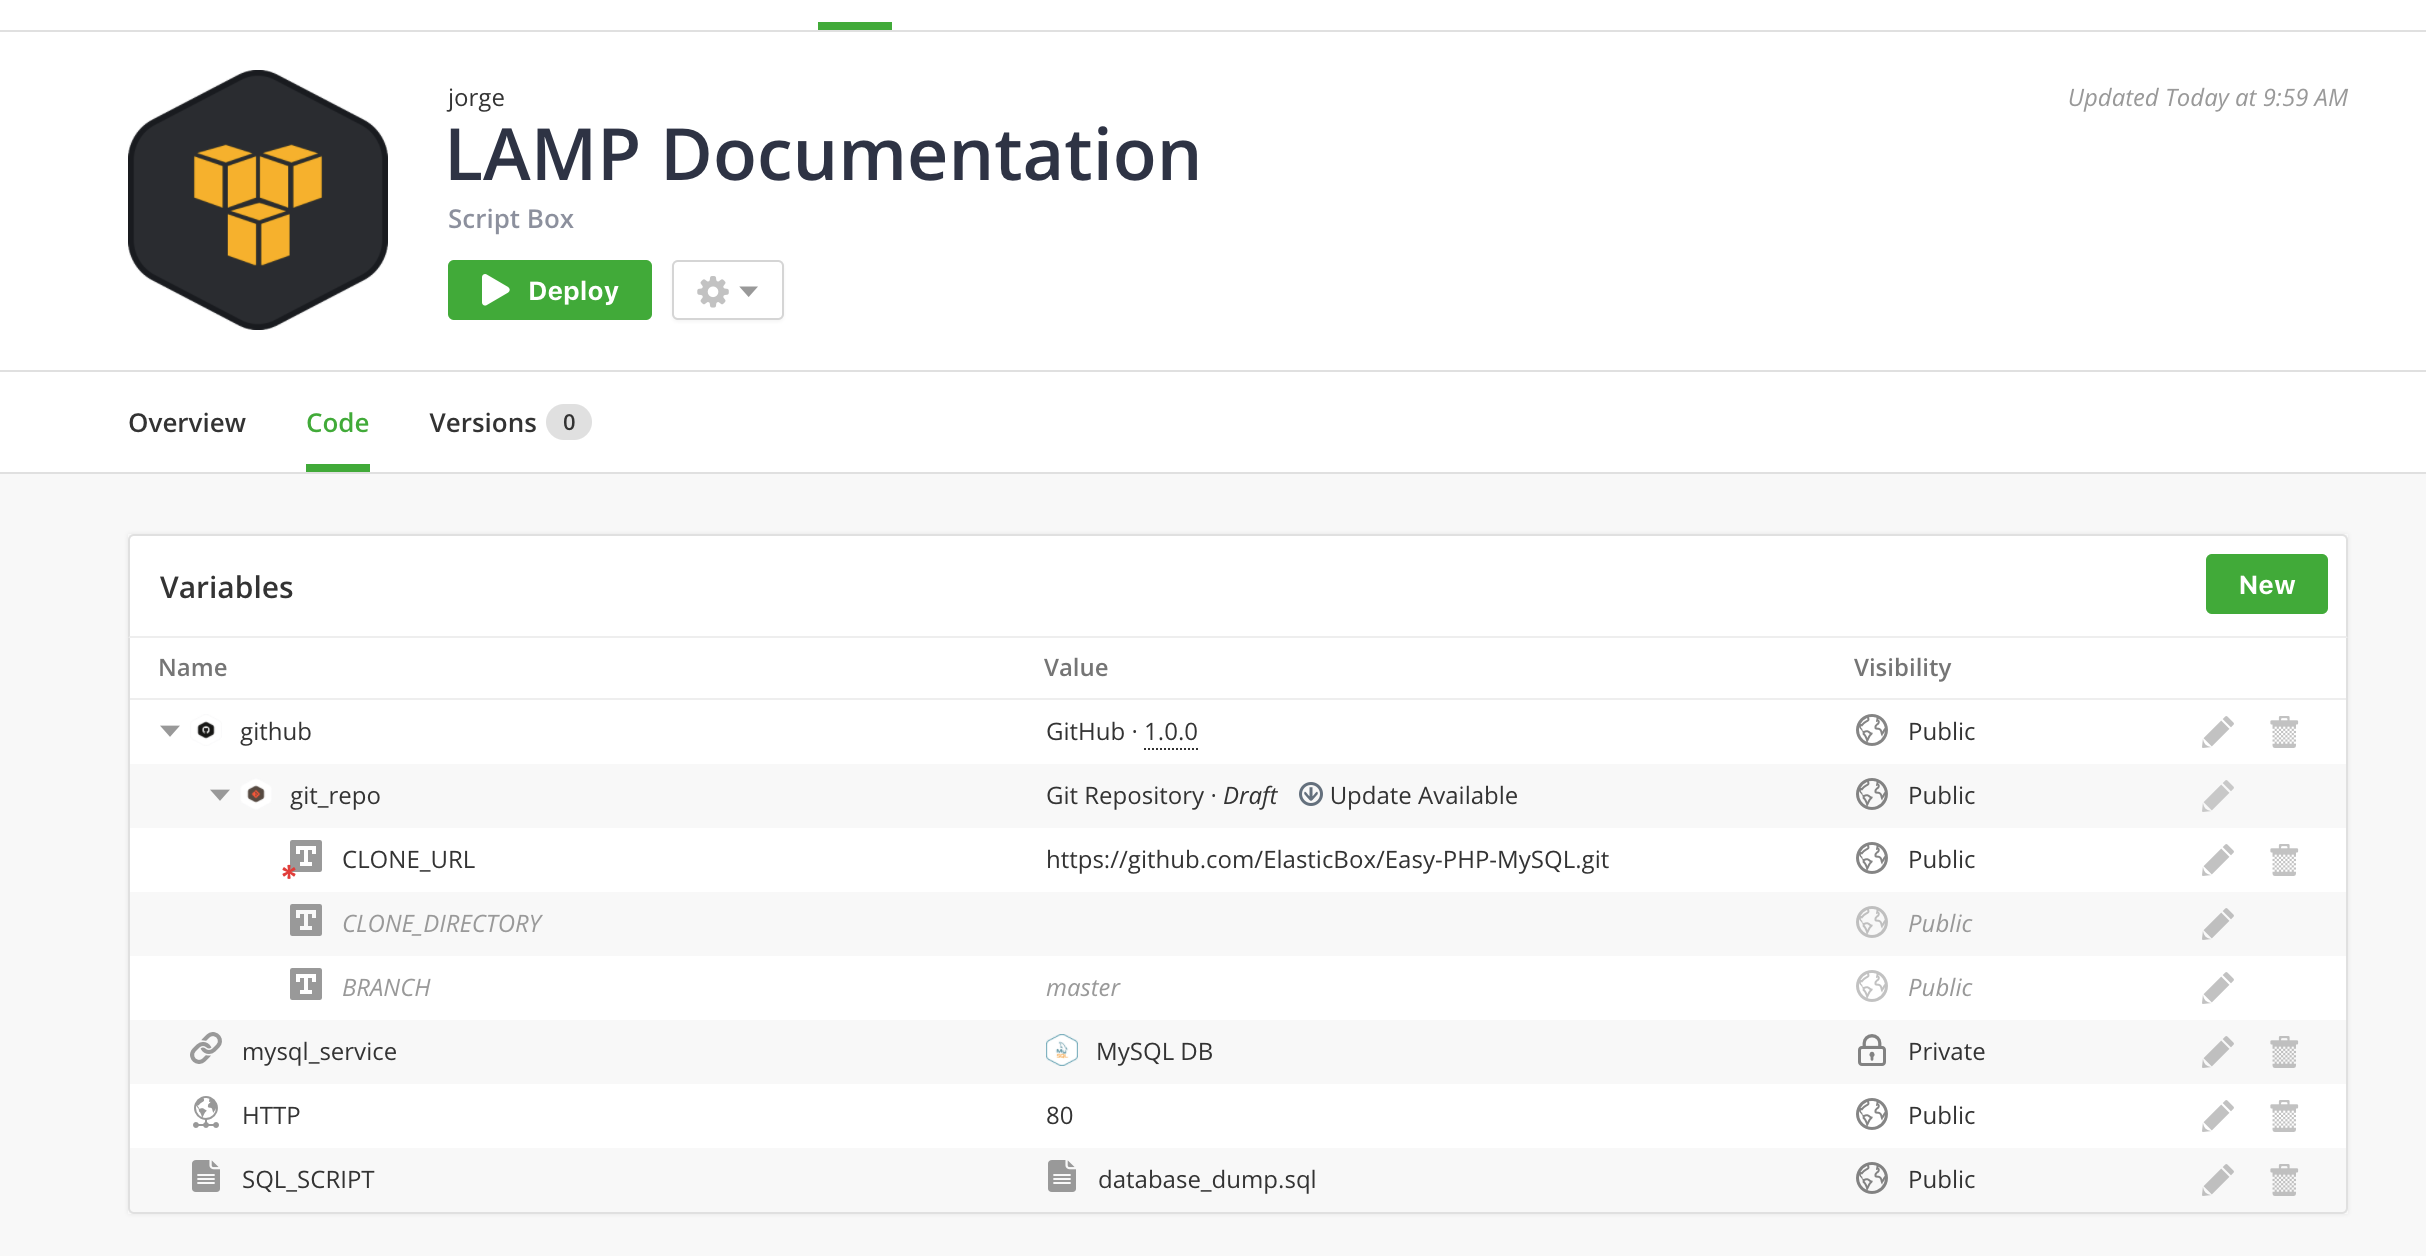 jorge
Updated Today at 9:59 AM
LAMP Documentation
Script Box
Deploy
Overview Code Versions 0
Variables New
Name Value Visibility
github GitHub · 1.0.0 Public
git_repo Git Repository · Draft Update Available Public
* CLONE_URL https://github.com/ElasticBox/Easy-PHP-MySQL.git Public
CLONE_DIRECTORY Public
BRANCH master Public
mysql_service MySQL DB Private
HTTP 80 Public
SQL_SCRIPT database_dump.sql Public